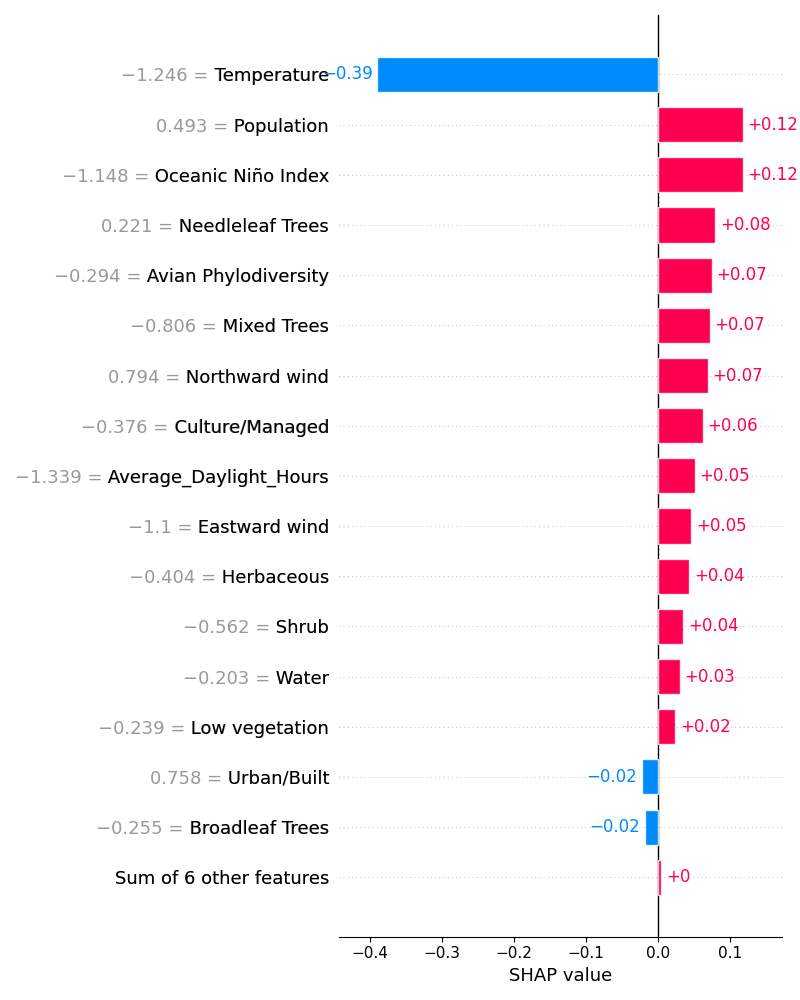 −1.246 = Temperature −0.39
0.493 = Population +0.12
−1.148 = Oceanic Niño Index +0.12
0.221 = Needleleaf Trees +0.08
−0.294 = Avian Phylodiversity +0.07
−0.806 = Mixed Trees +0.07
0.794 = Northward wind +0.07
−0.376 = Culture/Managed +0.06
−1.339 = Average_Daylight_Hours +0.05
−1.1 = Eastward wind +0.05
−0.404 = Herbaceous +0.04
−0.562 = Shrub +0.04
−0.203 = Water +0.03
−0.239 = Low vegetation +0.02
0.758 = Urban/Built −0.02
−0.255 = Broadleaf Trees −0.02
Sum of 6 other features +0
−0.4 −0.3 −0.2 −0.1 0.0 0.1
SHAP value